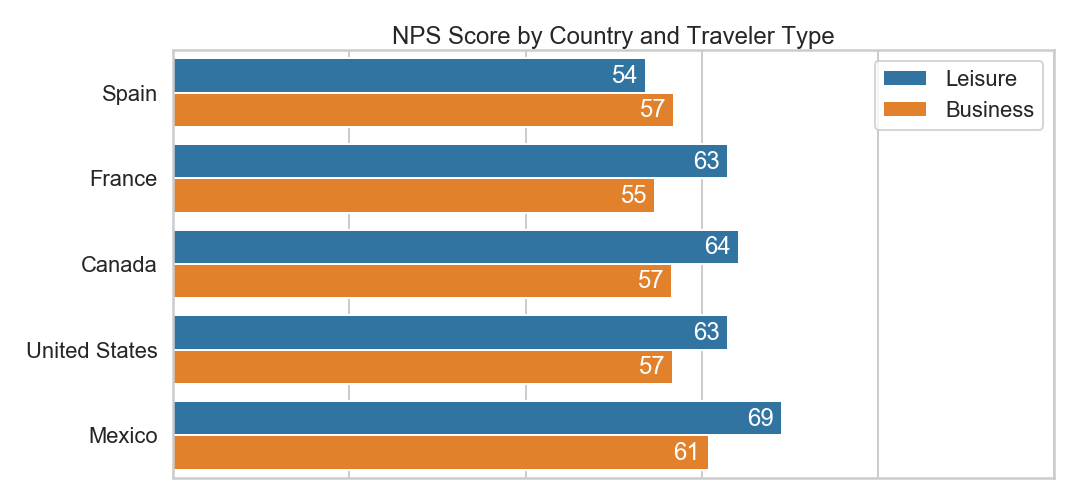 NPS Score by Country and Traveler Type
Leisure
Business
Spain
54
57
France
63
55
Canada
64
57
United States
63
57
Mexico
69
61